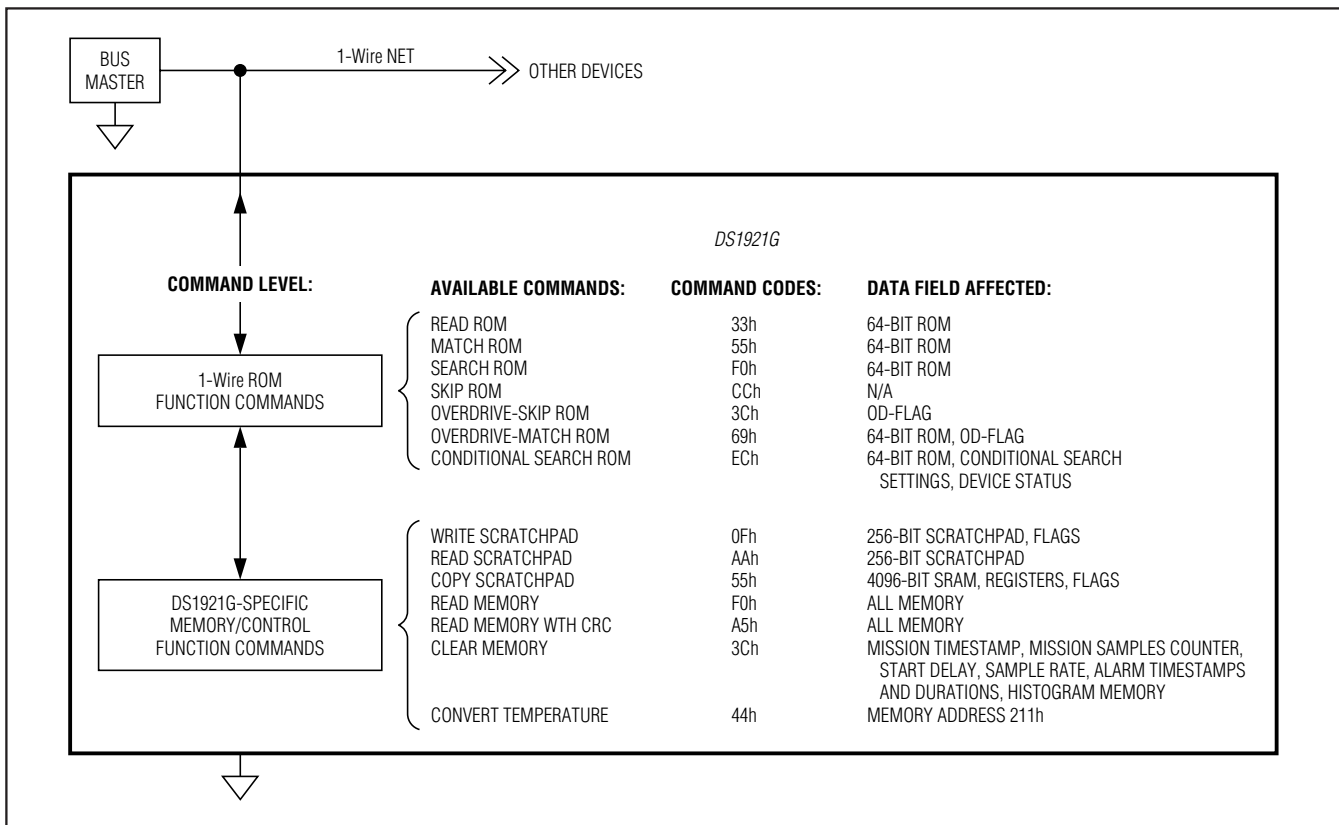 BUS
MASTER
1-Wire NET
OTHER DEVICES
DS1921G
COMMAND LEVEL: AVAILABLE COMMANDS: COMMAND CODES: DATA FIELD AFFECTED:
1-Wire ROM
FUNCTION COMMANDS
READ ROM 33h 64-BIT ROM
MATCH ROM 55h 64-BIT ROM
SEARCH ROM F0h 64-BIT ROM
SKIP ROM CCh N/A
OVERDRIVE-SKIP ROM 3Ch OD-FLAG
OVERDRIVE-MATCH ROM 69h 64-BIT ROM, OD-FLAG
CONDITIONAL SEARCH ROM ECh 64-BIT ROM, CONDITIONAL SEARCH
SETTINGS, DEVICE STATUS
DS1921G-SPECIFIC
MEMORY/CONTROL
FUNCTION COMMANDS
WRITE SCRATCHPAD 0Fh 256-BIT SCRATCHPAD, FLAGS
READ SCRATCHPAD AAh 256-BIT SCRATCHPAD
COPY SCRATCHPAD 55h 4096-BIT SRAM, REGISTERS, FLAGS
READ MEMORY F0h ALL MEMORY
READ MEMORY WTH CRC A5h ALL MEMORY
CLEAR MEMORY 3Ch MISSION TIMESTAMP, MISSION SAMPLES COUNTER,
START DELAY, SAMPLE RATE, ALARM TIMESTAMPS
AND DURATIONS, HISTOGRAM MEMORY
CONVERT TEMPERATURE 44h MEMORY ADDRESS 211h